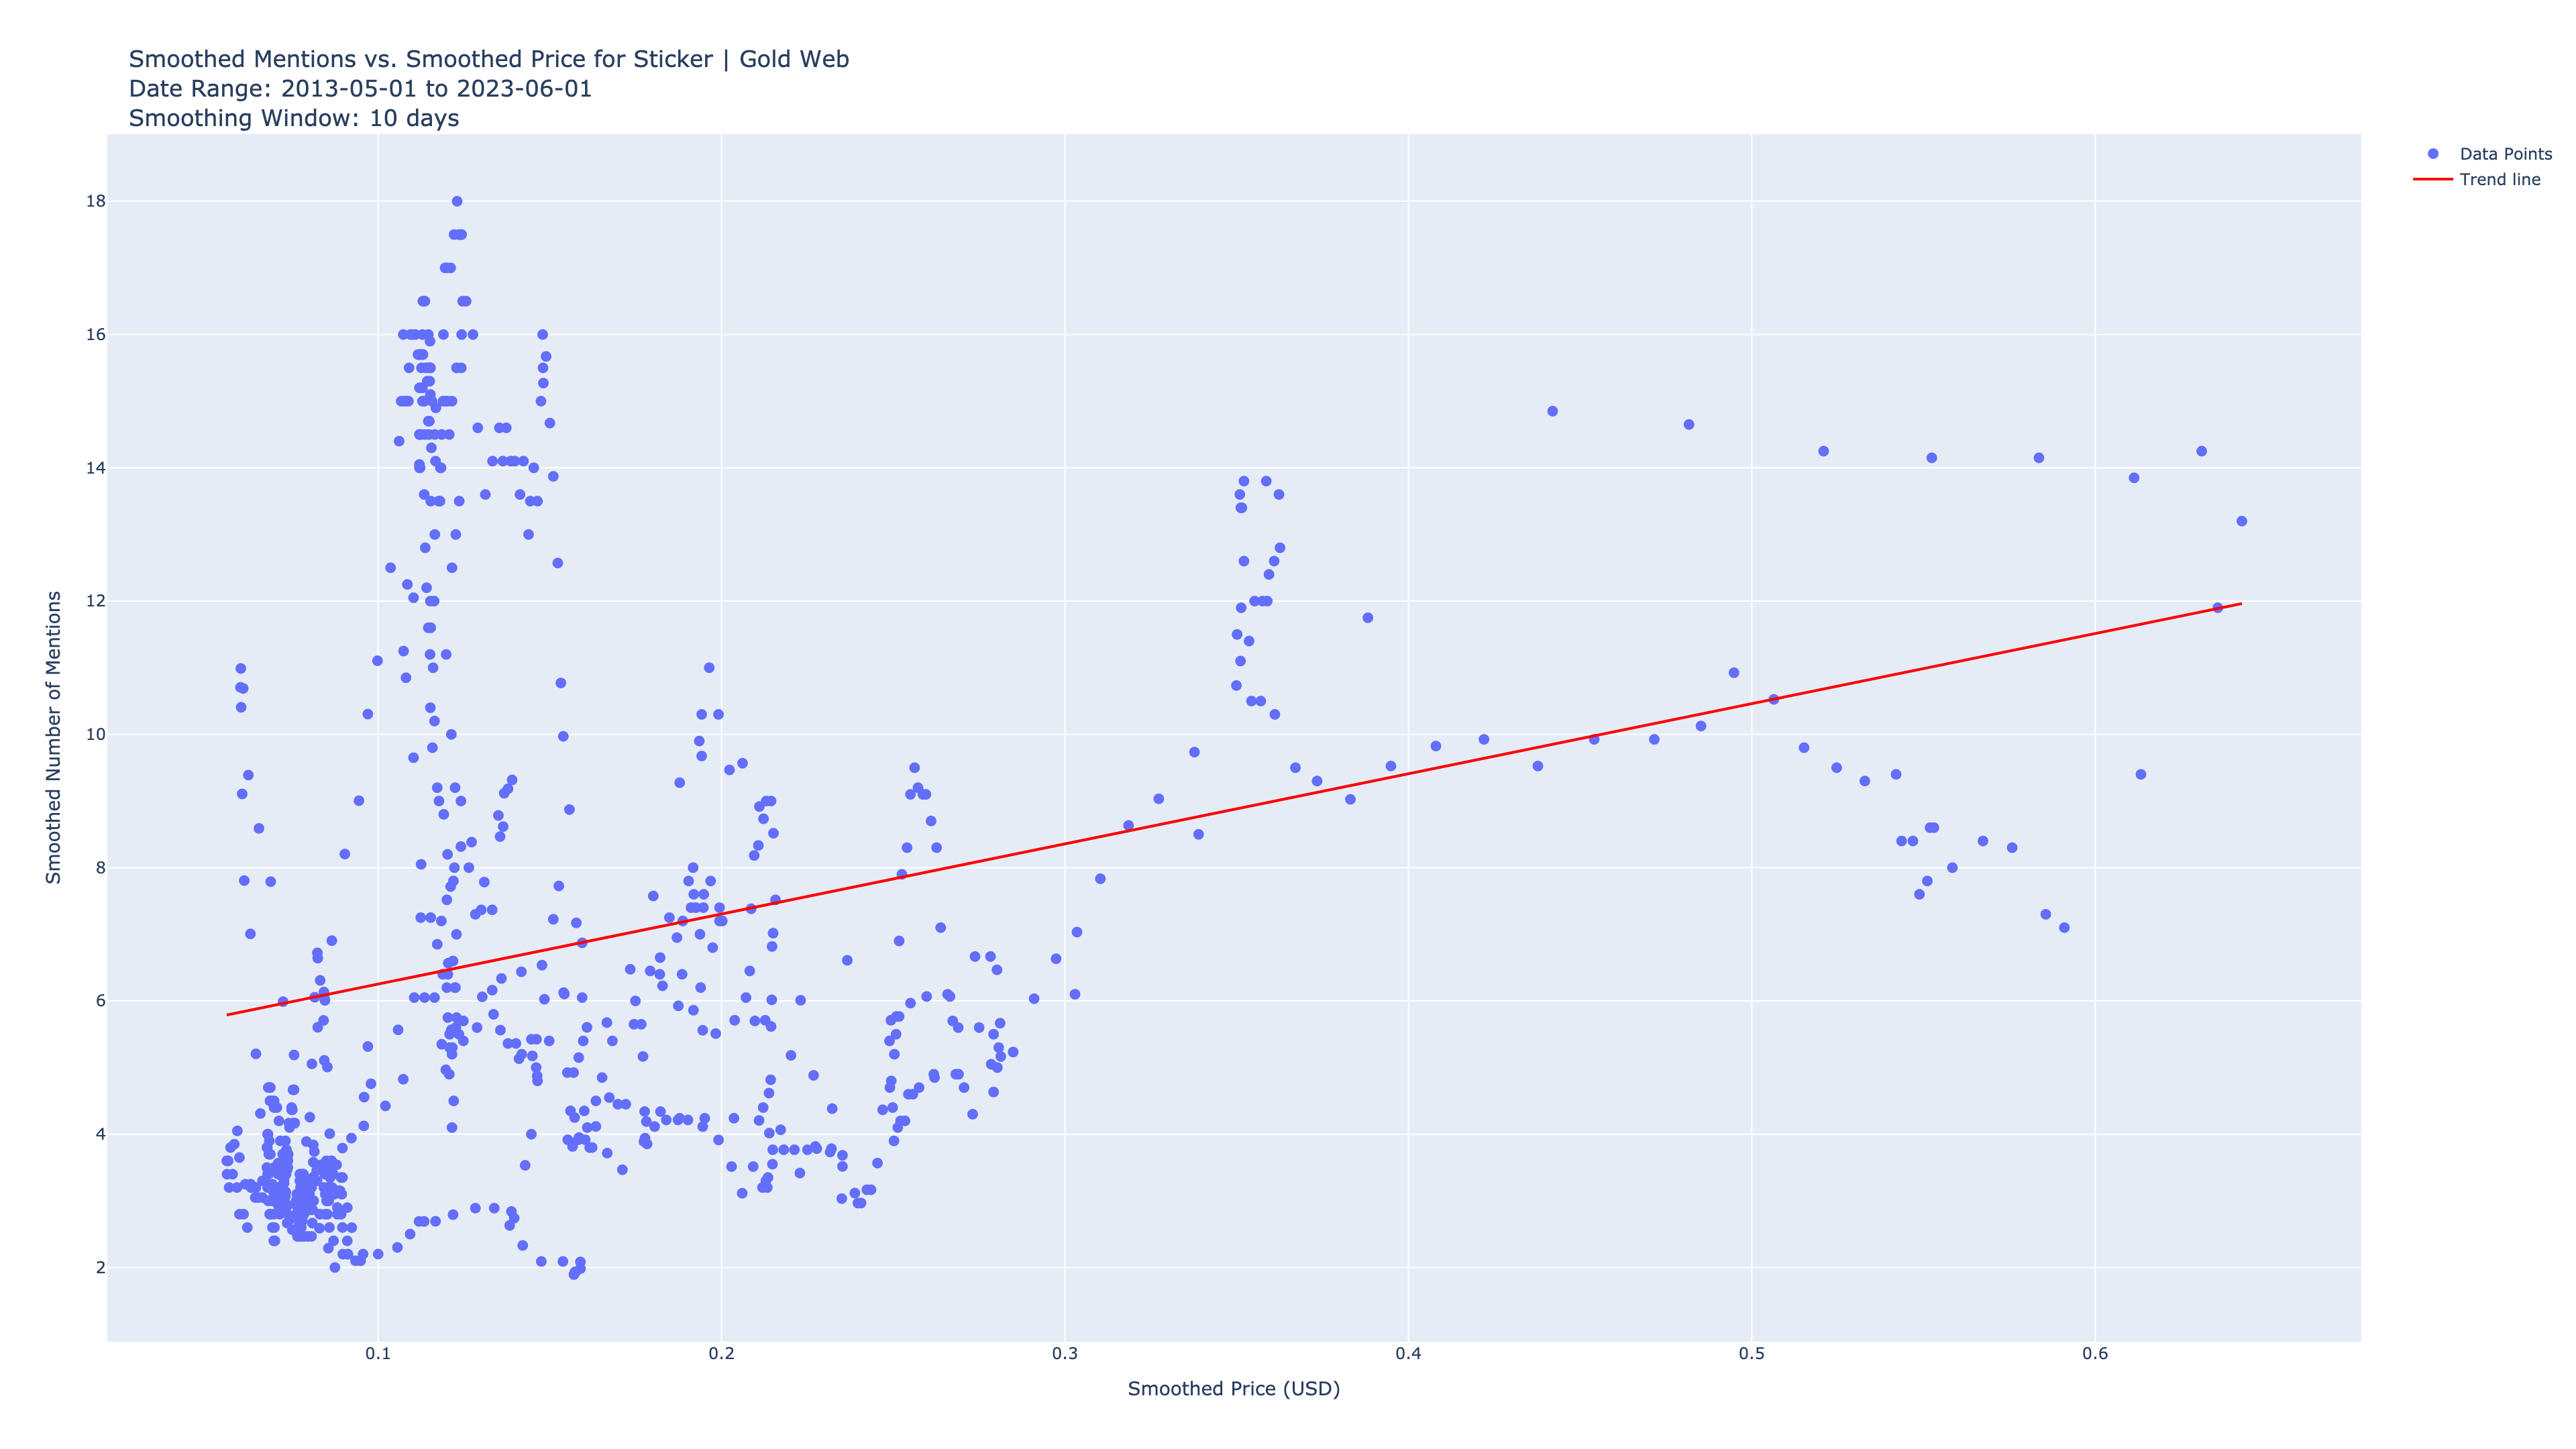 Smoothed Mentions vs. Smoothed Price for Sticker | Gold Web
Date Range: 2013-05-01 to 2023-06-01
Smoothing Window: 10 days
Data Points
Trend line
Smoothed Number of Mentions
18
16
14
12
10
8
6
4
2
0.1
0.2
0.3
0.4
0.5
0.6
Smoothed Price (USD)